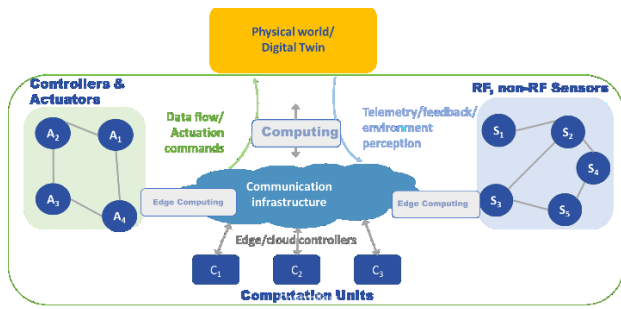 Physical world/
Digital Twin
Controllers &
Actuators
RF, non-RF Sensors
Data flow/
Actuation
commands
Computing
Telemetry/feedback/
environment
perception
A2
A1
A3
A4
S1
S2
S4
S3
S5
Edge Computing
Communication
infrastructure
Edge Computing
Edge/cloud controllers
C1
C2
C3
Computation Units